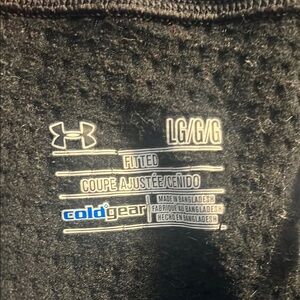 LG/G/G
FITTED
COUPE AJUSTÉE/CEÑIDO
coldgear
MADE IN BANGLADESH
FABRIQUÉ AU BANGLADESH
HECHO EN BANGLADESH